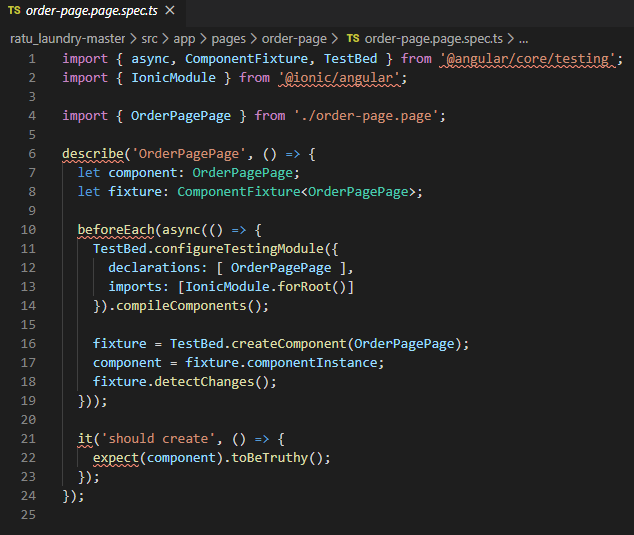 TS order-page.page.spec.ts ×
ratu_laundry-master > src > app > pages > order-page > TS order-page.page.spec.ts > ...
1 import { async, ComponentFixture, TestBed } from '@angular/core/testing';
2 import { IonicModule } from '@ionic/angular';
3
4 import { OrderPagePage } from './order-page.page';
5
6 describe('OrderPagePage', () => {
7   let component: OrderPagePage;
8   let fixture: ComponentFixture<OrderPagePage>;
9
10   beforeEach(async(() => {
11     TestBed.configureTestingModule({
12       declarations: [ OrderPagePage ],
13       imports: [IonicModule.forRoot()]
14     }).compileComponents();
15
16     fixture = TestBed.createComponent(OrderPagePage);
17     component = fixture.componentInstance;
18     fixture.detectChanges();
19   }));
20
21   it('should create', () => {
22     expect(component).toBeTruthy();
23   });
24 });
25